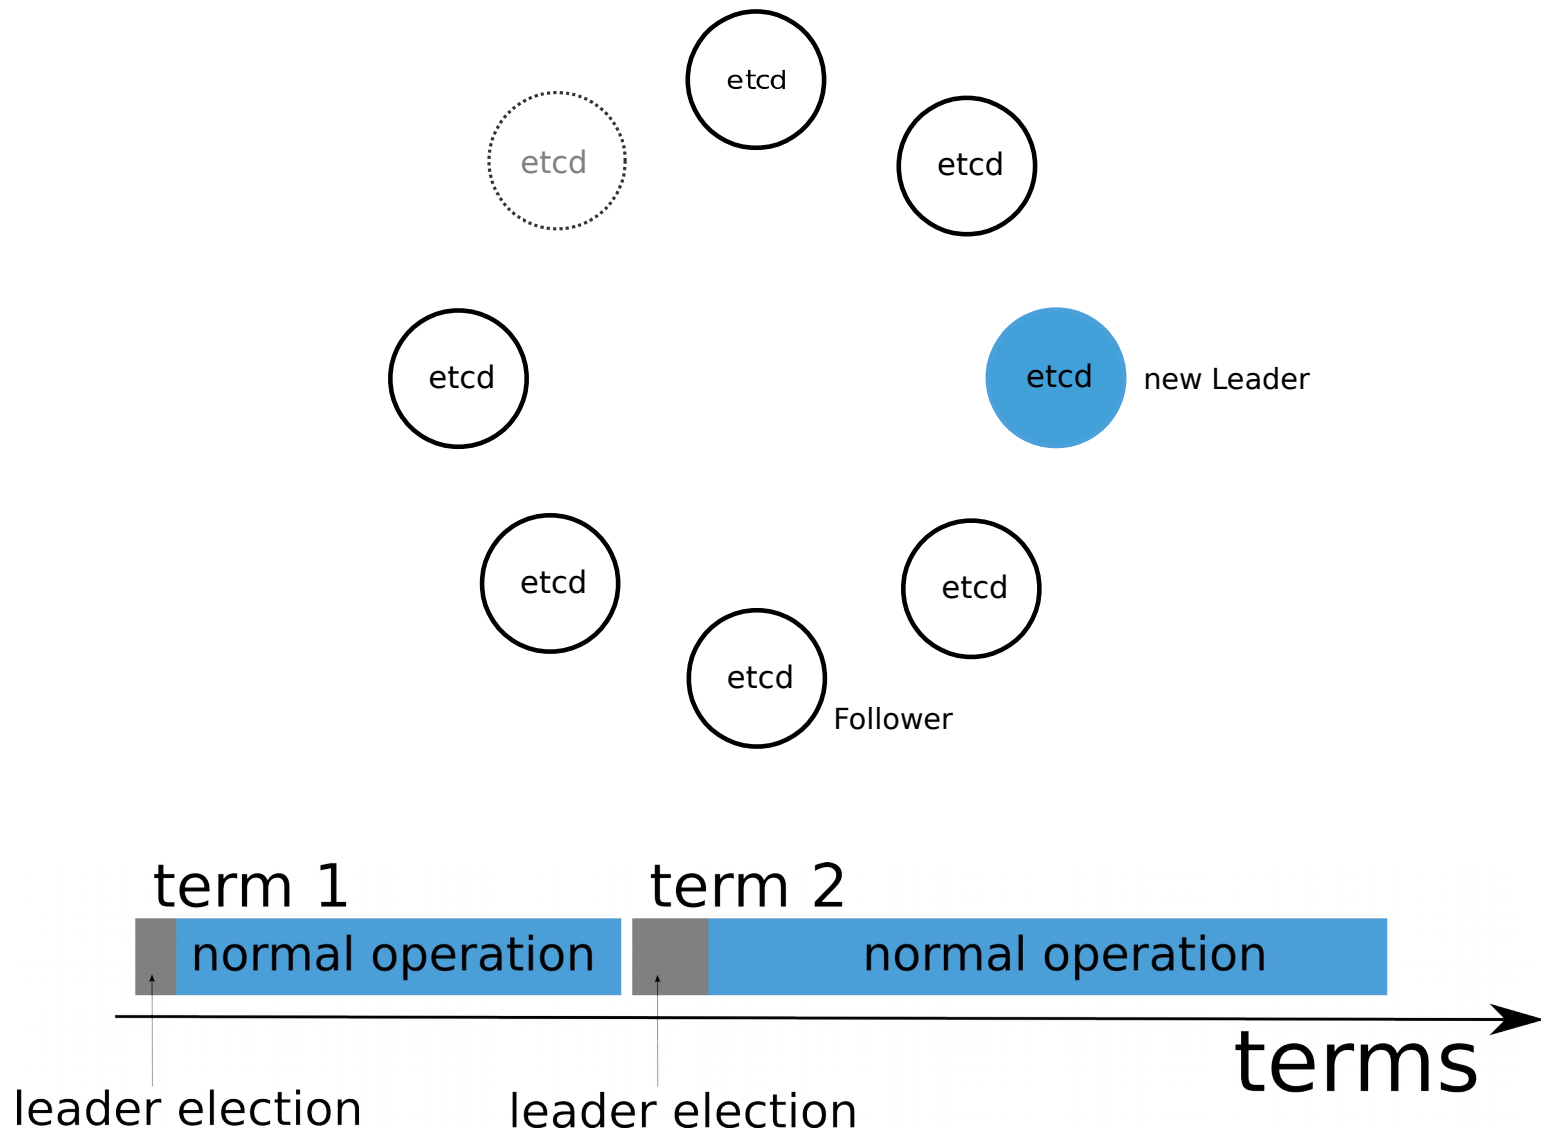 etcd
etcd
etcd
etcd
etcd new Leader
etcd
etcd
etcd
Follower
term 1
term 2
normal operation
normal operation
terms
leader election
leader election